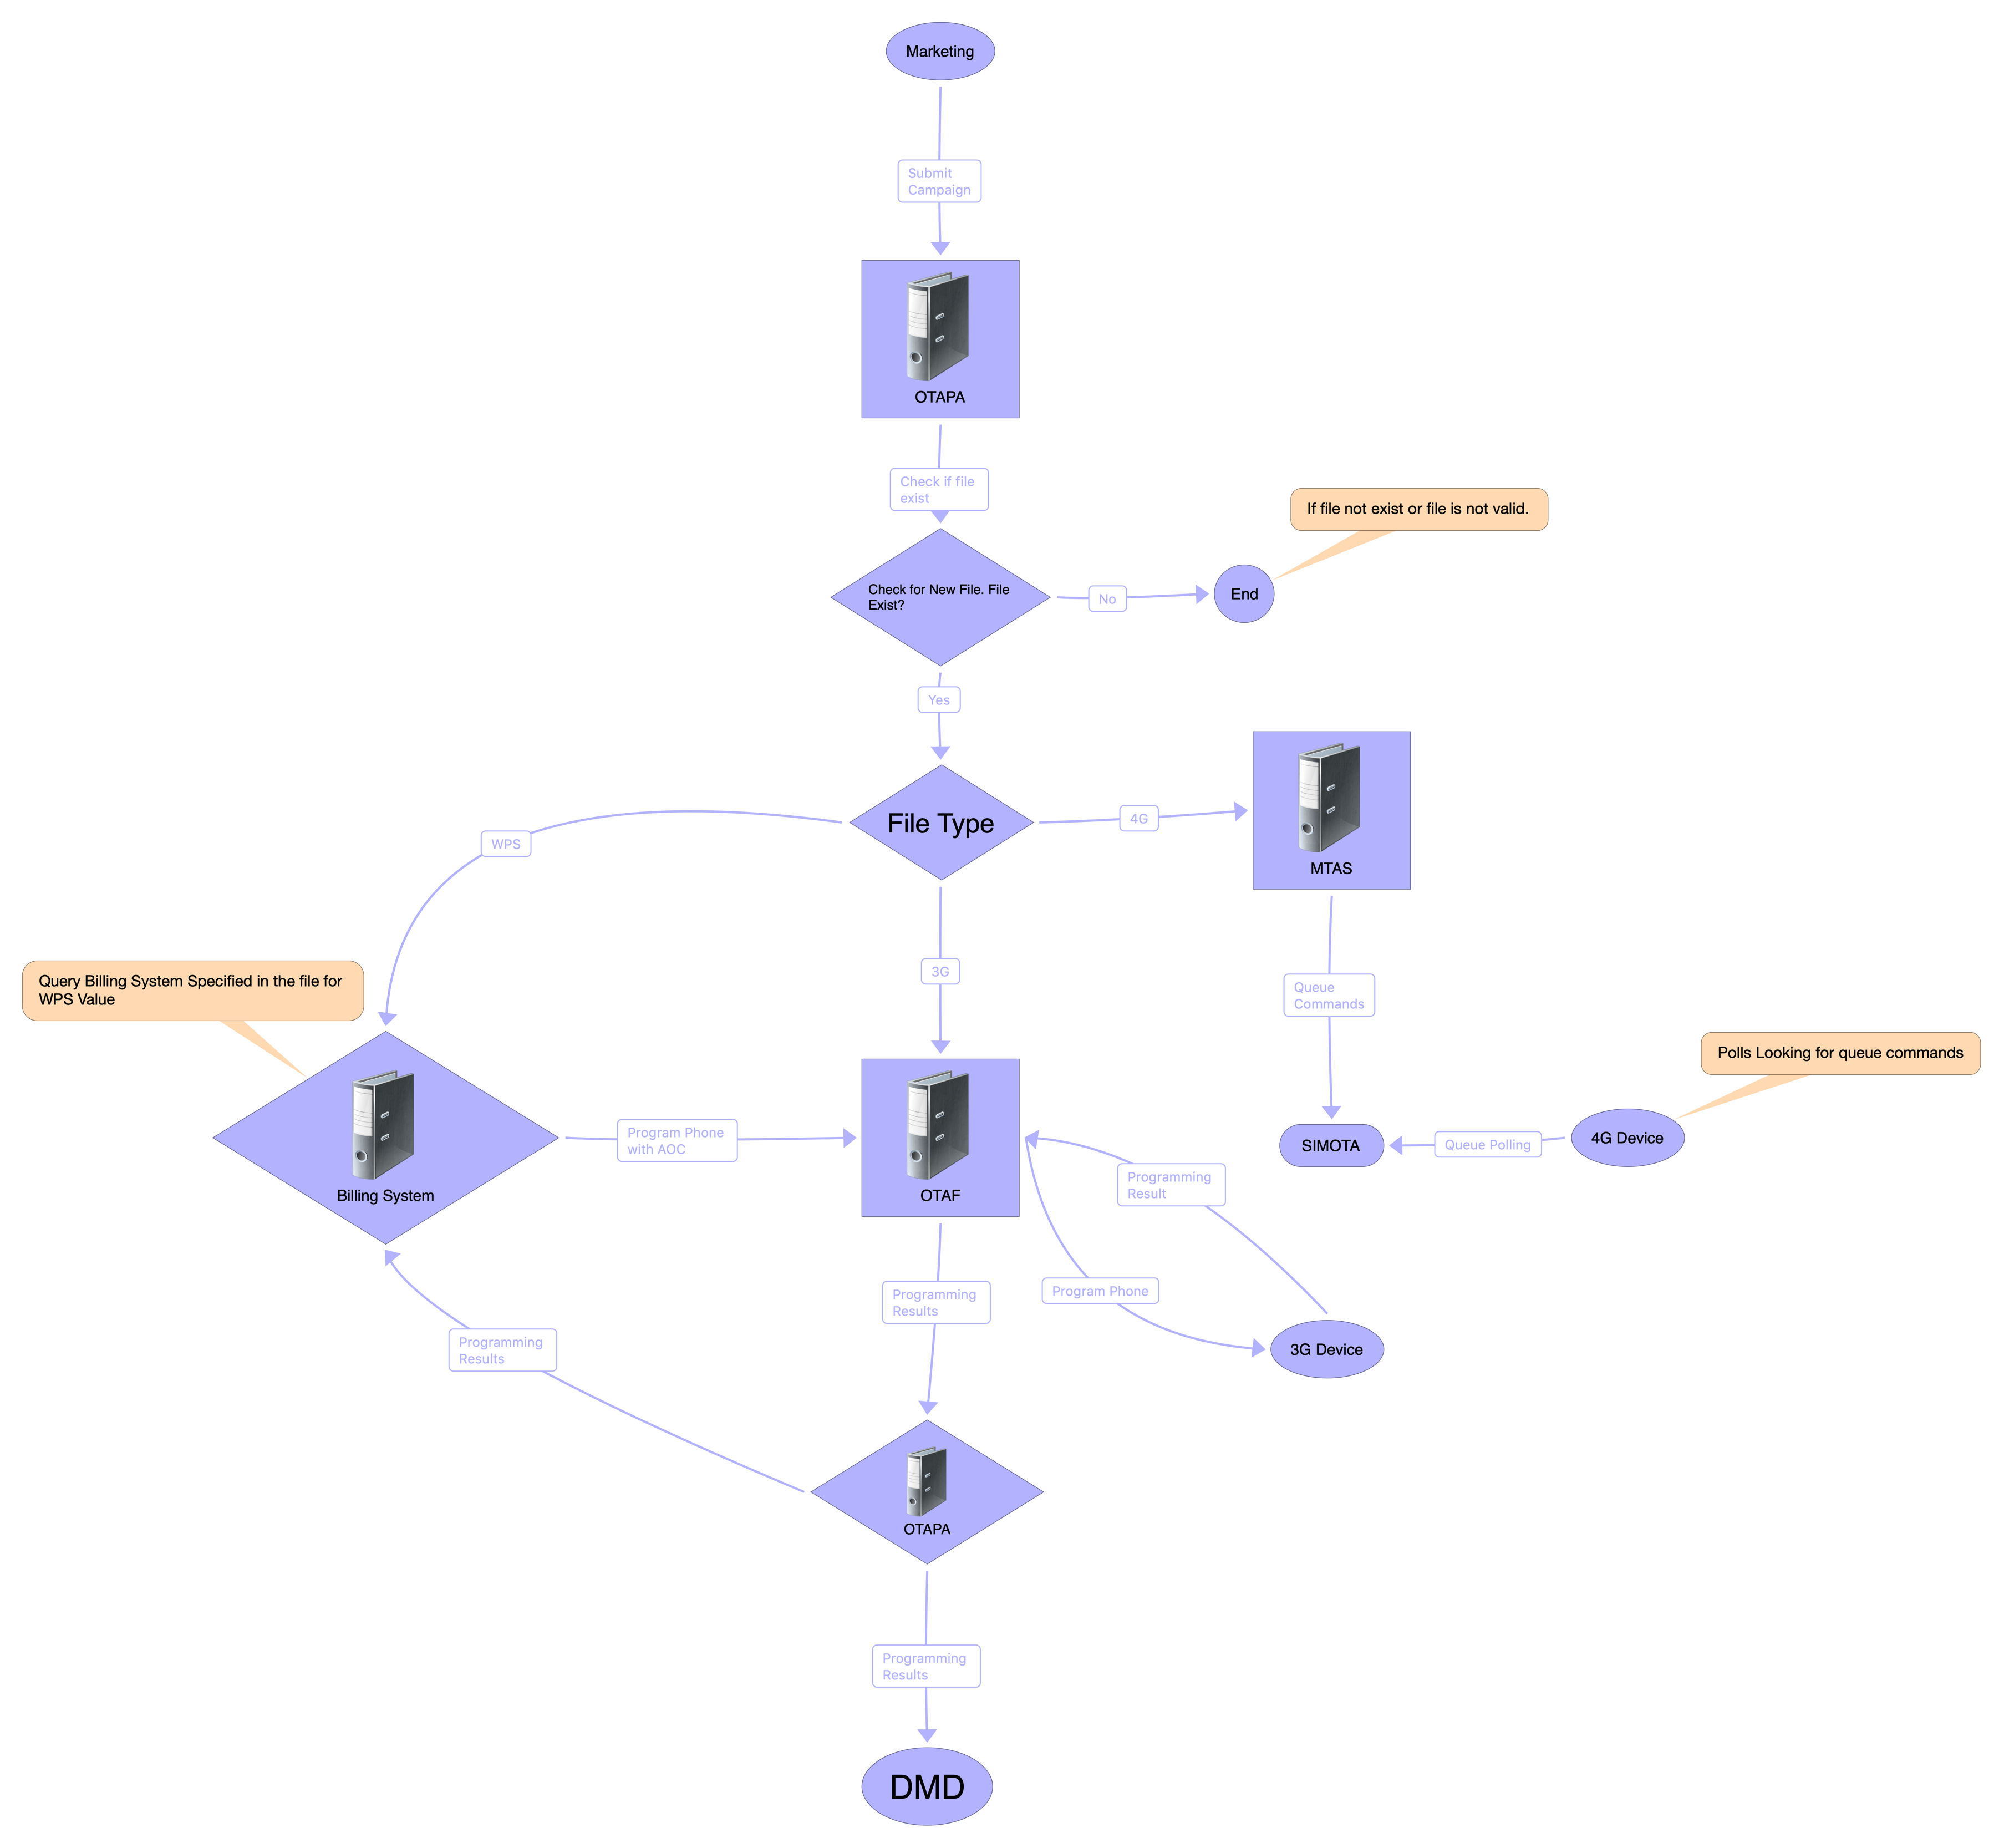 Marketing
Submit
Campaign
OTAPA
Check if file
exist
If file not exist or file is not valid.
Check for New File. File
Exist?
No
End
Yes
File Type
4G
MTAS
WPS
3G
Query Billing System Specified in the file for
WPS Value
Queue
Commands
Polls Looking for queue commands
Billing System
Program Phone
with AOC
OTAF
SIMOTA
Queue Polling
4G Device
Programming
Result
Program Phone
3G Device
Programming
Results
Programming
Results
OTAPA
Programming
Results
DMD